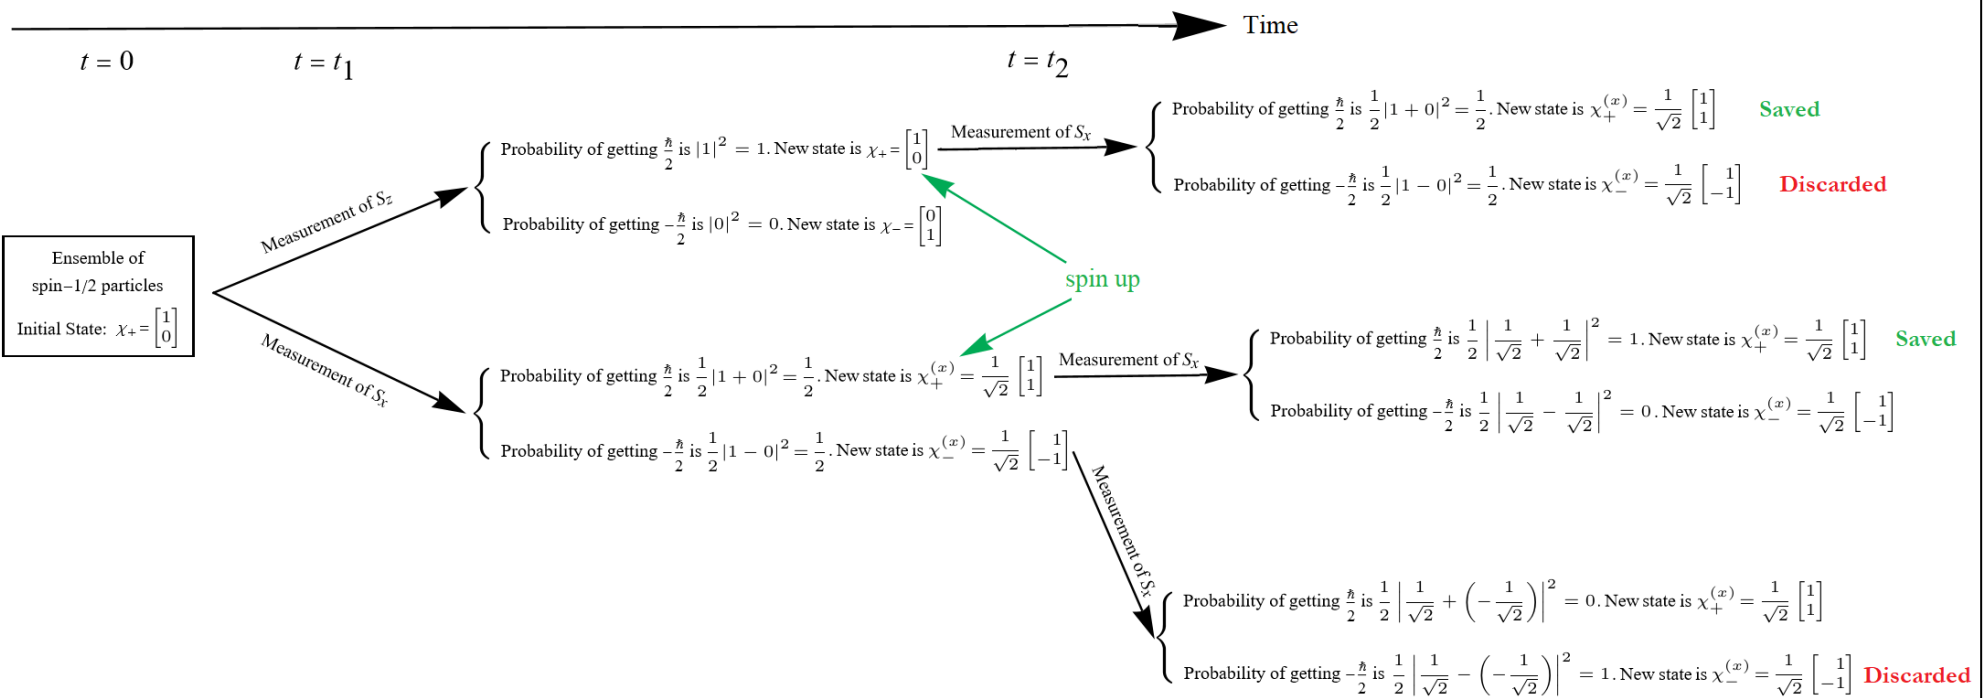 Time
t = 0
t = t₁
t = t₂
Measurement of S_z
Probability of getting ℏ/2 is |1|² = 1. New state is χ₊ = [1 0]
Measurement of Sₓ
Probability of getting ℏ/2 is 1/2 |1 + 0|² = 1/2. New state is χ₊⁽ˣ⁾ = 1/√2 [1 1]
Saved
Probability of getting −ℏ/2 is 1/2 |1 − 0|² = 1/2. New state is χ₋⁽ˣ⁾ = 1/√2 [1 −1]
Discarded
Probability of getting −ℏ/2 is |0|² = 0. New state is χ₋ = [0 1]
Ensemble of
spin−1/2 particles
Initial State: χ₊ = [1 0]
spin up
Measurement of Sₓ
Probability of getting ℏ/2 is 1/2 |1 + 0|² = 1/2. New state is χ₊⁽ˣ⁾ = 1/√2 [1 1]
Measurement of Sₓ
Probability of getting ℏ/2 is 1/2 |1/√2 + 1/√2|² = 1. New state is χ₊⁽ˣ⁾ = 1/√2 [1 1]
Saved
Probability of getting −ℏ/2 is 1/2 |1/√2 − 1/√2|² = 0. New state is χ₋⁽ˣ⁾ = 1/√2 [1 −1]
Probability of getting −ℏ/2 is 1/2 |1 − 0|² = 1/2. New state is χ₋⁽ˣ⁾ = 1/√2 [1 −1]
Measurement of Sₓ
Probability of getting ℏ/2 is 1/2 |1/√2 + (−1/√2)|² = 0. New state is χ₊⁽ˣ⁾ = 1/√2 [1 1]
Probability of getting −ℏ/2 is 1/2 |1/√2 − (−1/√2)|² = 1. New state is χ₋⁽ˣ⁾ = 1/√2 [1 −1]
Discarded